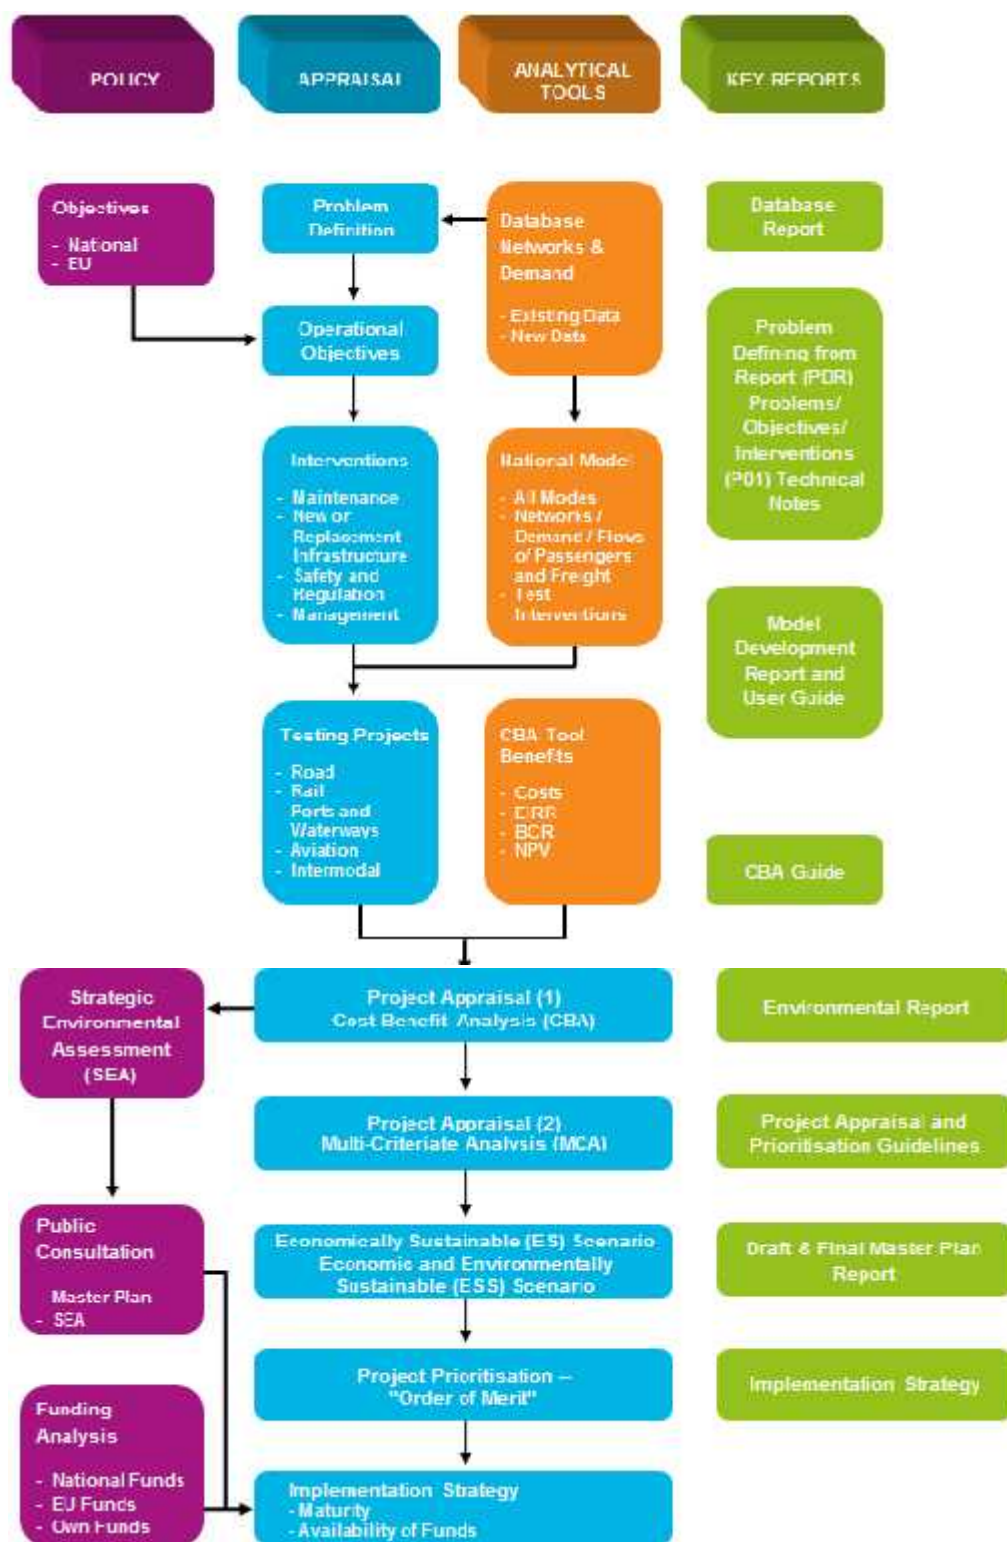 POLICY
APPRAISAL
ANALYTICAL
TOOLS
KEY REPORTS
Objectives
- National
- EU
Problem
Definition
Database
Networks &
Demand
- Existing Data
- New Data
Database
Report
Operational
Objectives
Problem
Defining from
Report (PDR)
Problems/
Objectives/
Interventions
(P01) Technical
Notes
Interventions
- Maintenance
- New or
Replacement
Infrastructure
- Safety and
Regulation
- Management
National Model
- All Modes
- Networks /
Demand / Flows
of Passengers
and Freight
- Test
Interventions
Model
Development
Report and
User Guide
Testing Projects
- Road
- Rail
Ports and
Waterways
- Aviation
- Intermodal
CBA Tool
Benefits
- Costs
- EIRR
- BCR
- NPV
CBA Guide
Strategic
Environmental
Assessment
(SEA)
Project Appraisal (1)
Cost Benefit Analysis (CBA)
Environmental Report
Project Appraisal (2)
Multi-Criteriate Analysis (MCA)
Project Appraisal and
Prioritisation Guidelines
Public
Consultation
Master Plan
- SEA
Economically Sustainable (ES) Scenario
Economic and Environmentally
Sustainable (ESS) Scenario
Draft & Final Master Plan
Report
Project Prioritisation –
"Order of Merit"
Implementation Strategy
Funding
Analysis
- National Funds
- EU Funds
- Own Funds
Implementation Strategy
- Maturity
- Availability of Funds